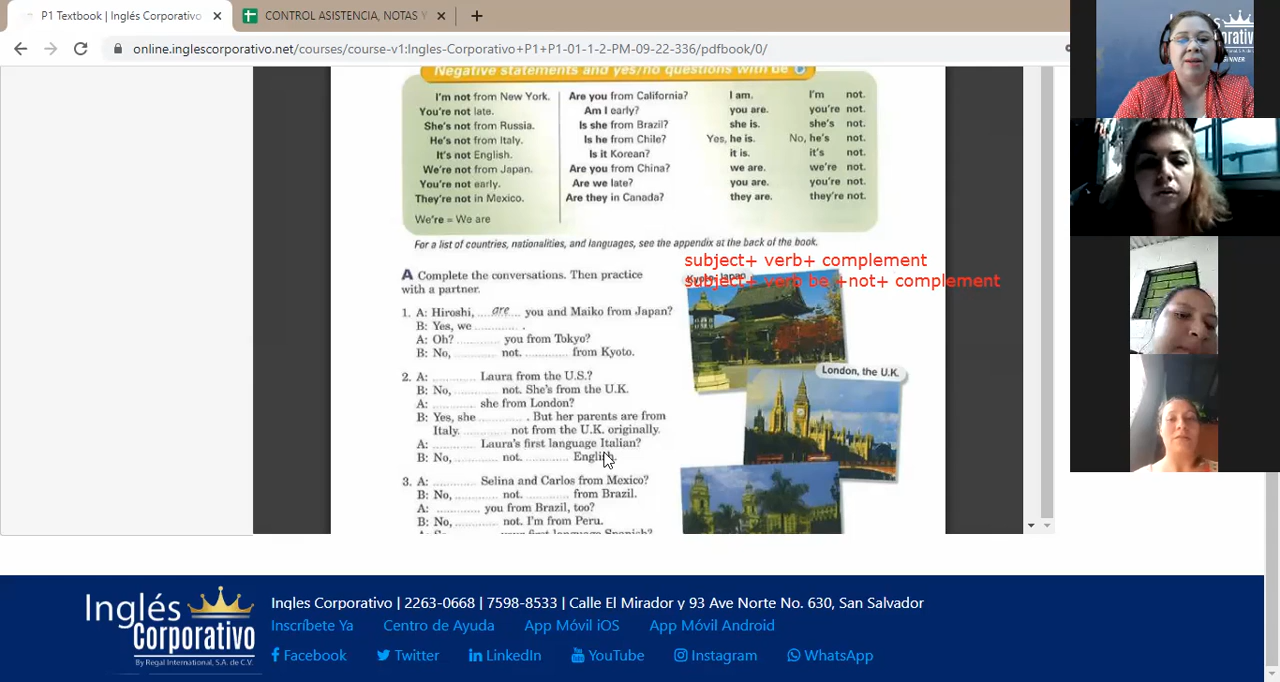 P1 Textbook | Inglés Corporativo
CONTROL ASISTENCIA, NOTAS Y
online.inglescorporativo.net/courses/course-v1:Ingles-Corporativo+P1+P1-01-1-2-PM-09-22-336/pdfbook/0/
Negative statements and yes/no questions with be
I'm not from New York. Are you from California? I am. I'm not.
You're not late. Am I early? you are. you're not.
She's not from Russia. Is she from Brazil? she is. she's not.
He's not from Italy. Is he from Chile? Yes, he is. No, he's not.
It's not English. Is it Korean? it is. it's not.
We're not from Japan. Are you from China? we are. we're not.
You're not early. Are we late? you are. you're not.
They're not in Mexico. Are they in Canada? they are. they're not.
We're = We are
For a list of countries, nationalities, and languages, see the appendix at the back of the book.
subject+ verb+ complement
subject+ verb be +not+ complement
A Complete the conversations. Then practice
with a partner.
Kyoto, Japan
1. A: Hiroshi, are you and Maiko from Japan?
B: Yes, we ........ .
A: Oh? ........ you from Tokyo?
B: No, ........ not. ........ from Kyoto.
London, the U.K.
2. A: ........ Laura from the U.S.?
B: No, ........ not. She's from the U.K.
A: ........ she from London?
B: Yes, she ........ . But her parents are from
Italy. ........ not from the U.K. originally.
A: ........ Laura's first language Italian?
B: No, ........ not. ........ English.
3. A: ........ Selina and Carlos from Mexico?
B: No, ........ not. ........ from Brazil.
A: ........ you from Brazil, too?
B: No, ........ not. I'm from Peru.
A: So, ........ your first language Spanish?
Inglés
Corporativo
By Regal International, S.A. de C.V.
Ingles Corporativo | 2263-0668 | 7598-8533 | Calle El Mirador y 93 Ave Norte No. 630, San Salvador
Inscríbete Ya Centro de Ayuda App Móvil iOS App Móvil Android
Facebook Twitter LinkedIn YouTube Instagram WhatsApp